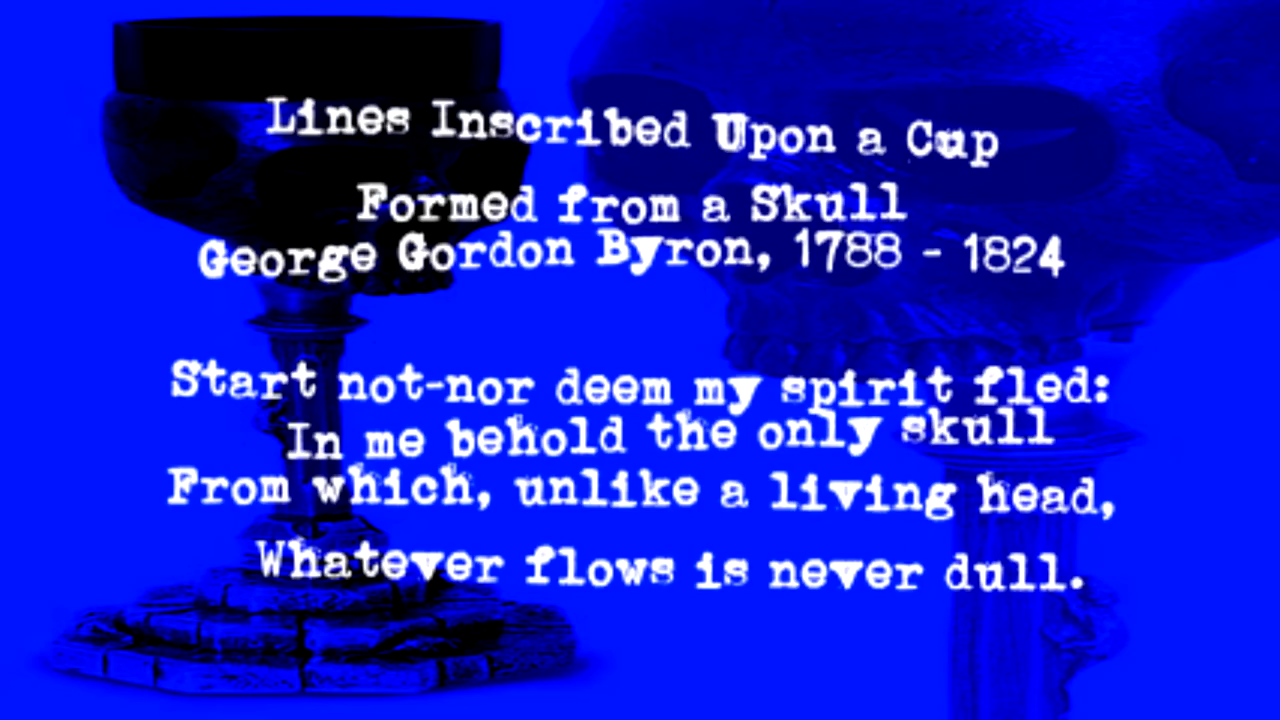 Lines Inscribed Upon a Cup
Formed from a Skull
George Gordon Byron, 1788 - 1824
Start not-nor deem my spirit fled:
In me behold the only skull
From which, unlike a living head,
Whatever flows is never dull.